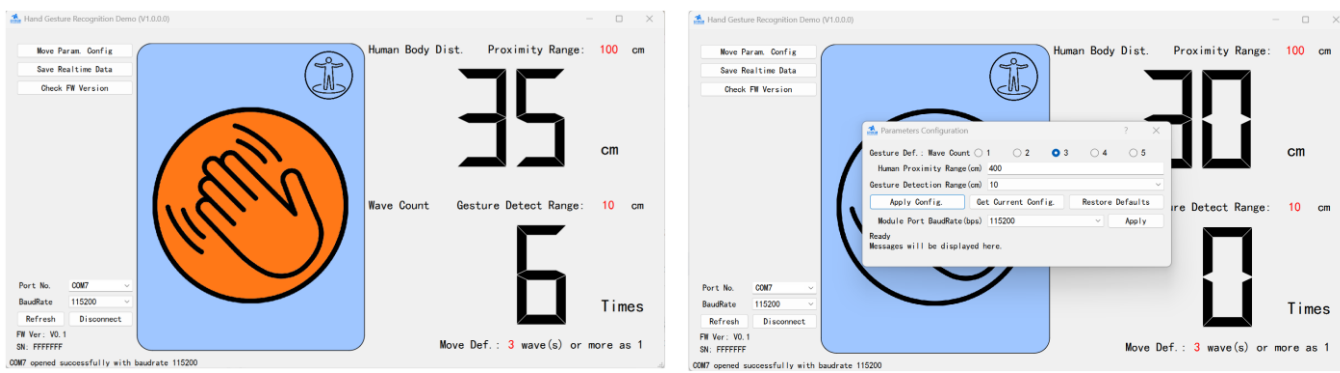 Hand Gesture Recognition Demo (V1.0.0.0)
Move Param. Config
Save Realtime Data
Check FW Version
Human Body Dist. Proximity Range: 100 cm
35
cm
Wave Count Gesture Detect Range: 10 cm
6
Times
Port No. COM7
BaudRate 115200
Refresh Disconnect
FW Ver: V0.1
SN: FFFFFFF
Move Def.: 3 wave(s) or more as 1
COM7 opened successfully with baudrate 115200
Hand Gesture Recognition Demo (V1.0.0.0)
Move Param. Config
Save Realtime Data
Check FW Version
Human Body Dist. Proximity Range: 100 cm
30
cm
Parameters Configuration ?
Gesture Def.: Wave Count 1 2 3 4 5
Human Proximity Range(cm) 400
Gesture Detection Range(cm) 10
Apply Config. Get Current Config. Restore Defaults
Module Port BaudRate(bps) 115200 Apply
Ready
Messages will be displayed here.
re Detect Range: 10 cm
0
Times
Port No. COM7
BaudRate 115200
Refresh Disconnect
FW Ver: V0.1
SN: FFFFFFF
Move Def.: 3 wave(s) or more as 1
COM7 opened successfully with baudrate 115200